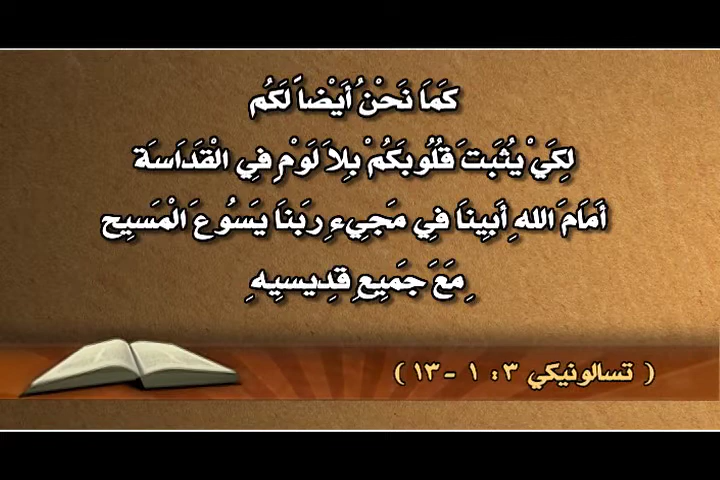 كَمَا نَحْنُ أَيْضاً لَكُم
لِكَيْ يُثَبِتَ قُلُوبَكُمْ بِلاَ لَوْمٍ فِي الْقَدَاسَة
أَمَامَ اللهِ أَبِينَا فِي مَجِيءِ رَبِنَا يَسُوعَ الْمَسِيحِ
مَعَ جَمِيعِ قِدِيسِيهِ
( تسالونيكي ٣: ١ - ١٣ )